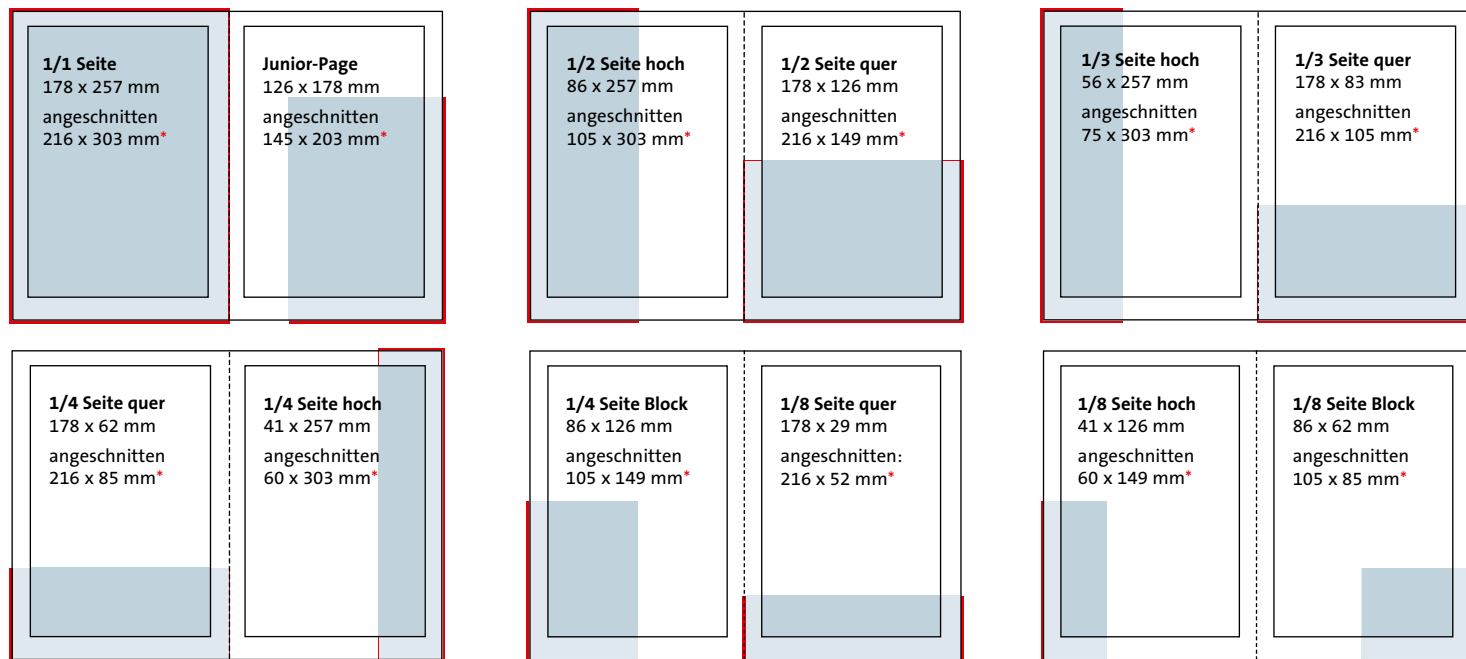 1/1 Seite
178 x 257 mm
angeschnitten
216 x 303 mm*
Junior-Page
126 x 178 mm
angeschnitten
145 x 203 mm*
1/2 Seite hoch
86 x 257 mm
angeschnitten
105 x 303 mm*
1/2 Seite quer
178 x 126 mm
angeschnitten
216 x 149 mm*
1/3 Seite hoch
56 x 257 mm
angeschnitten
75 x 303 mm*
1/3 Seite quer
178 x 83 mm
angeschnitten
216 x 105 mm*
1/4 Seite quer
178 x 62 mm
angeschnitten
216 x 85 mm*
1/4 Seite hoch
41 x 257 mm
angeschnitten
60 x 303 mm*
1/4 Seite Block
86 x 126 mm
angeschnitten
105 x 149 mm*
1/8 Seite quer
178 x 29 mm
angeschnitten:
216 x 52 mm*
1/8 Seite hoch
41 x 126 mm
angeschnitten
60 x 149 mm*
1/8 Seite Block
86 x 62 mm
angeschnitten
105 x 85 mm*